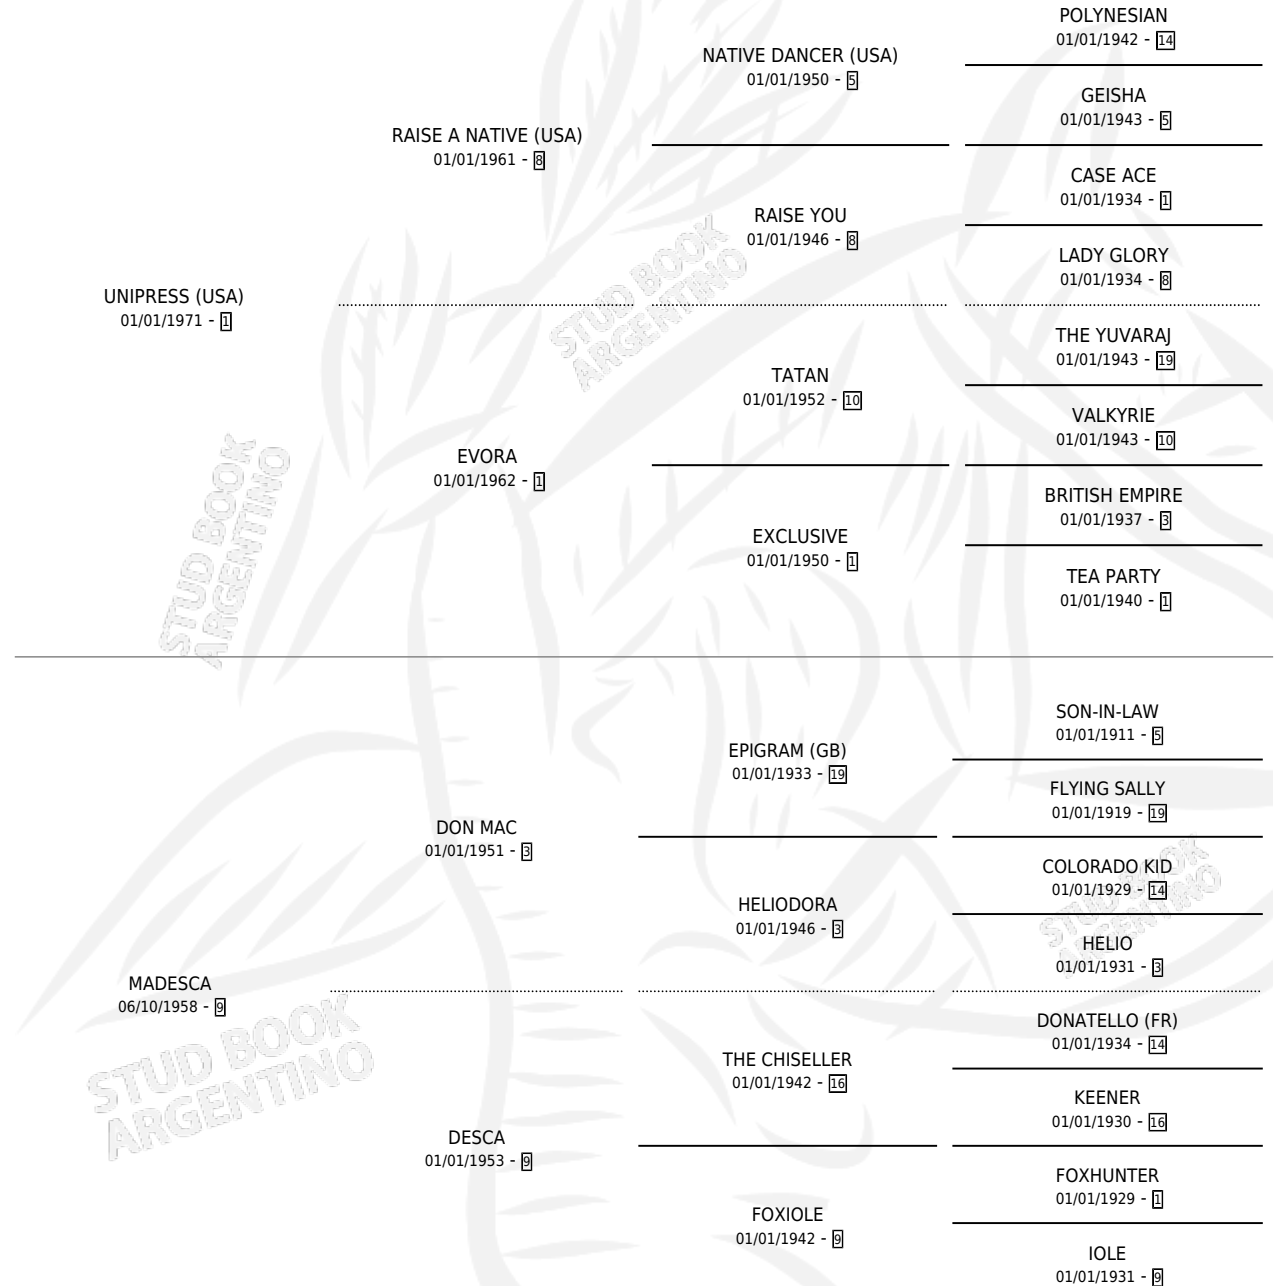 POLYNESIAN
01/01/1942 - 14
NATIVE DANCER (USA)
01/01/1950 - 5
GEISHA
01/01/1943 - 5
RAISE A NATIVE (USA)
01/01/1961 - 8
CASE ACE
01/01/1934 - 1
RAISE YOU
01/01/1946 - 8
LADY GLORY
01/01/1934 - 8
UNIPRESS (USA)
01/01/1971 - 1
THE YUVARAJ
01/01/1943 - 19
TATAN
01/01/1952 - 10
VALKYRIE
01/01/1943 - 10
EVORA
01/01/1962 - 1
BRITISH EMPIRE
01/01/1937 - 3
EXCLUSIVE
01/01/1950 - 1
TEA PARTY
01/01/1940 - 1
SON-IN-LAW
01/01/1911 - 5
EPIGRAM (GB)
01/01/1933 - 19
FLYING SALLY
01/01/1919 - 19
DON MAC
01/01/1951 - 3
COLORADO KID
01/01/1929 - 14
HELIODORA
01/01/1946 - 3
HELIO
01/01/1931 - 3
MADESCA
06/10/1958 - 9
DONATELLO (FR)
01/01/1934 - 14
THE CHISELLER
01/01/1942 - 16
KEENER
01/01/1930 - 16
DESCA
01/01/1953 - 9
FOXHUNTER
01/01/1929 - 1
FOXIOLE
01/01/1942 - 9
IOLE
01/01/1931 - 9
STUD BOOK
ARGENTINO
STUD BOOK
ARGENTINO
STUD BOOK
ARGENTINO
STUD BOOK
ARGENTINO